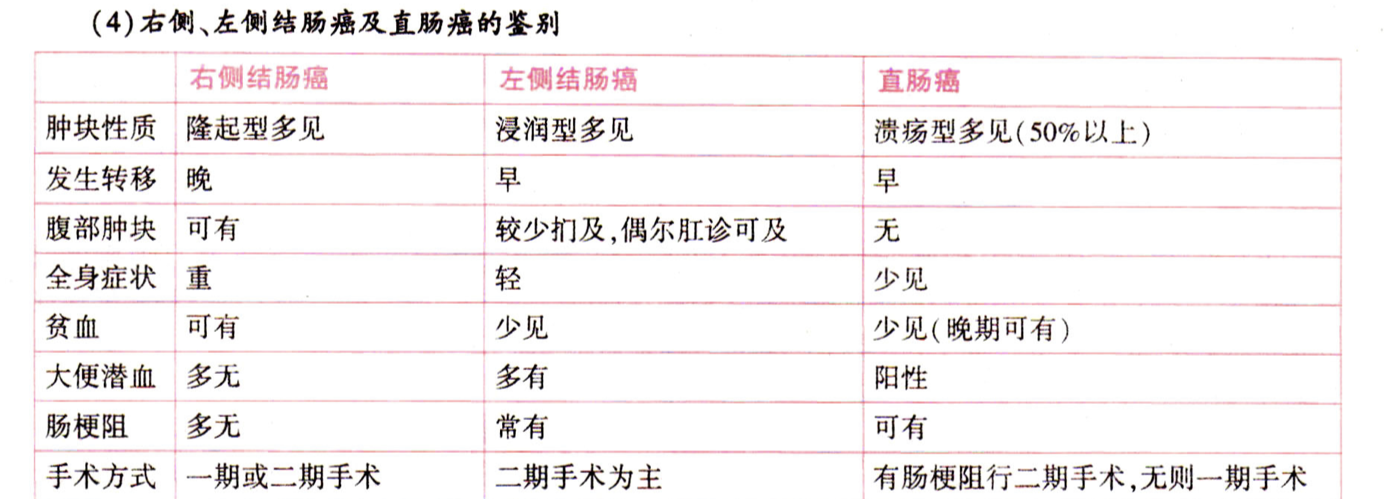 (4)右侧、左侧结肠癌及直肠癌的鉴别
右侧结肠癌 左侧结肠癌 直肠癌
肿块性质 隆起型多见 浸润型多见 溃疡型多见(50%以上)
发生转移 晚 早 早
腹部肿块 可有 较少扪及,偶尔肛诊可及 无
全身症状 重 轻 少见
贫血 可有 少见 少见(晚期可有)
大便潜血 多无 多有 阳性
肠梗阻 多无 常有 可有
手术方式 一期或二期手术 二期手术为主 有肠梗阻行二期手术,无则一期手术